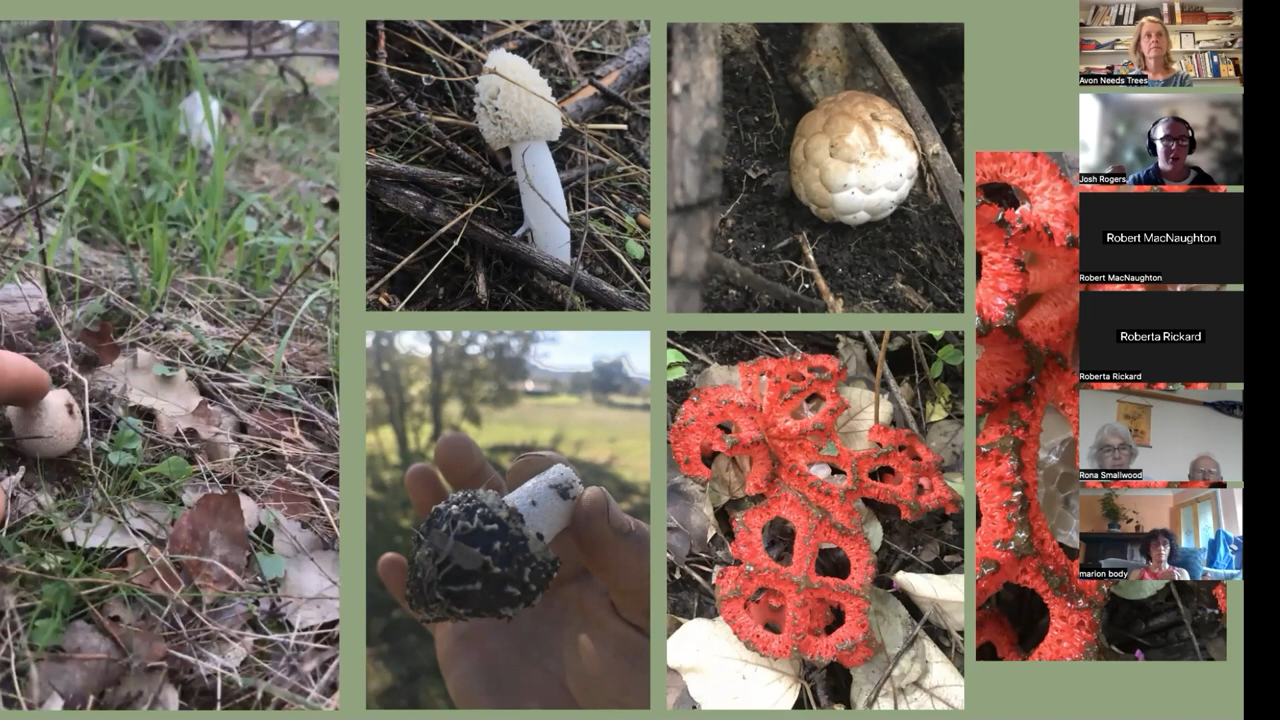 Avon Needs Trees
Josh Rogers
Robert MacNaughton
Robert MacNaughton
Roberta Rickard
Roberta Rickard
Rona Smallwood
marion body